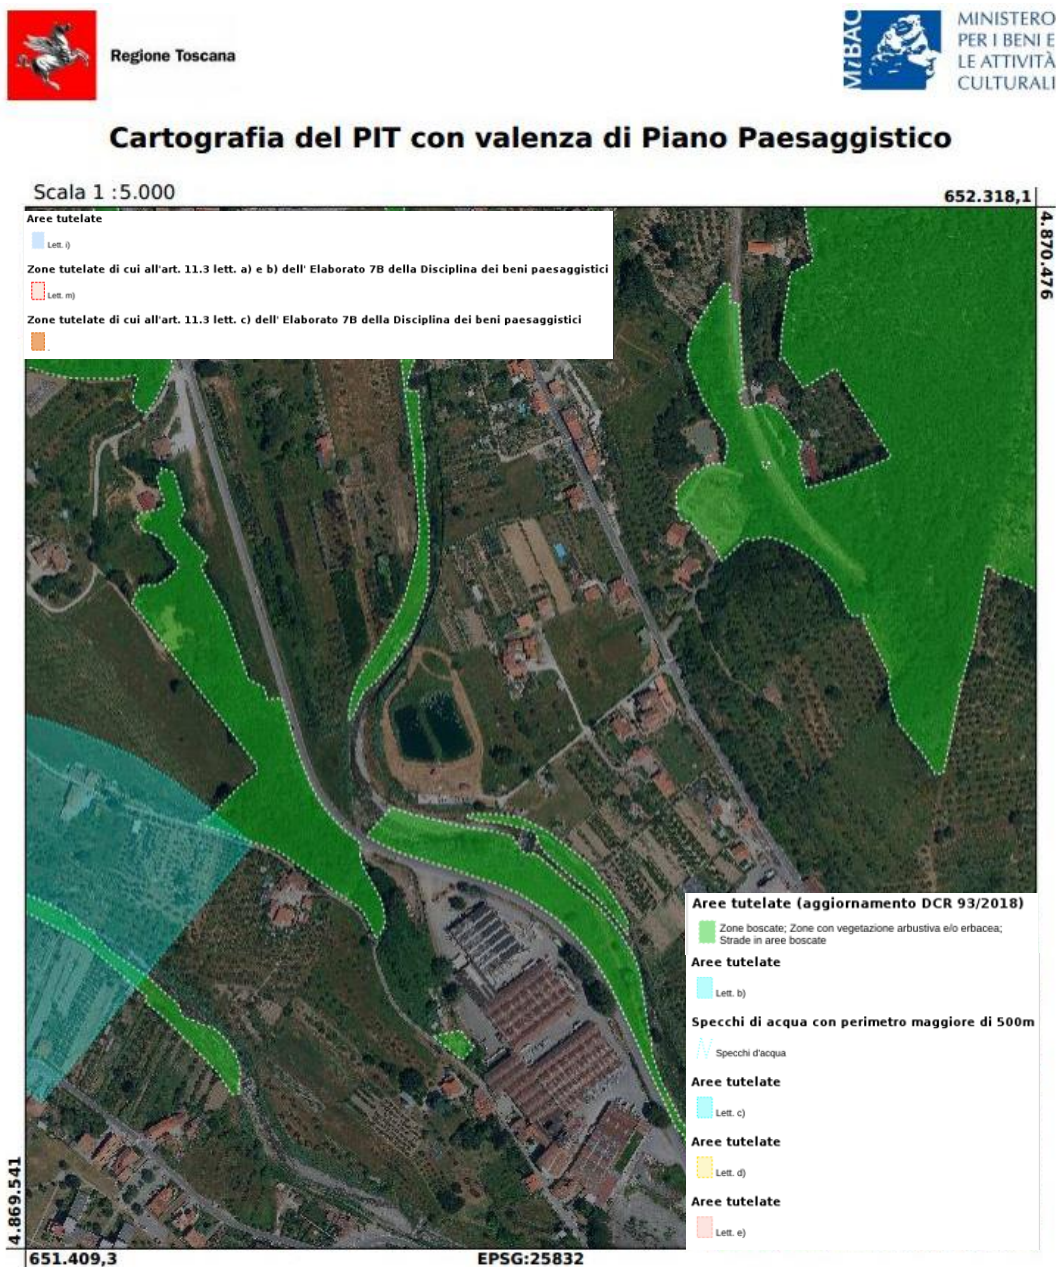 Regione Toscana
MiBAC
MINISTERO
PER I BENI E
LE ATTIVITÀ
CULTURALI
Cartografia del PIT con valenza di Piano Paesaggistico
Scala 1 :5.000
652.318,1
4.870.476
Aree tutelate
Lett. i)
Zone tutelate di cui all'art. 11.3 lett. a) e b) dell' Elaborato 7B della Disciplina dei beni paesaggistici
Lett. m)
Zone tutelate di cui all'art. 11.3 lett. c) dell' Elaborato 7B della Disciplina dei beni paesaggistici
.
Aree tutelate (aggiornamento DCR 93/2018)
Zone boscate; Zone con vegetazione arbustiva e/o erbacea;
Strade in aree boscate
Aree tutelate
Lett. b)
Specchi di acqua con perimetro maggiore di 500m
Specchi d'acqua
Aree tutelate
Lett. c)
Aree tutelate
Lett. d)
Aree tutelate
Lett. e)
4.869.541
651.409,3
EPSG:25832